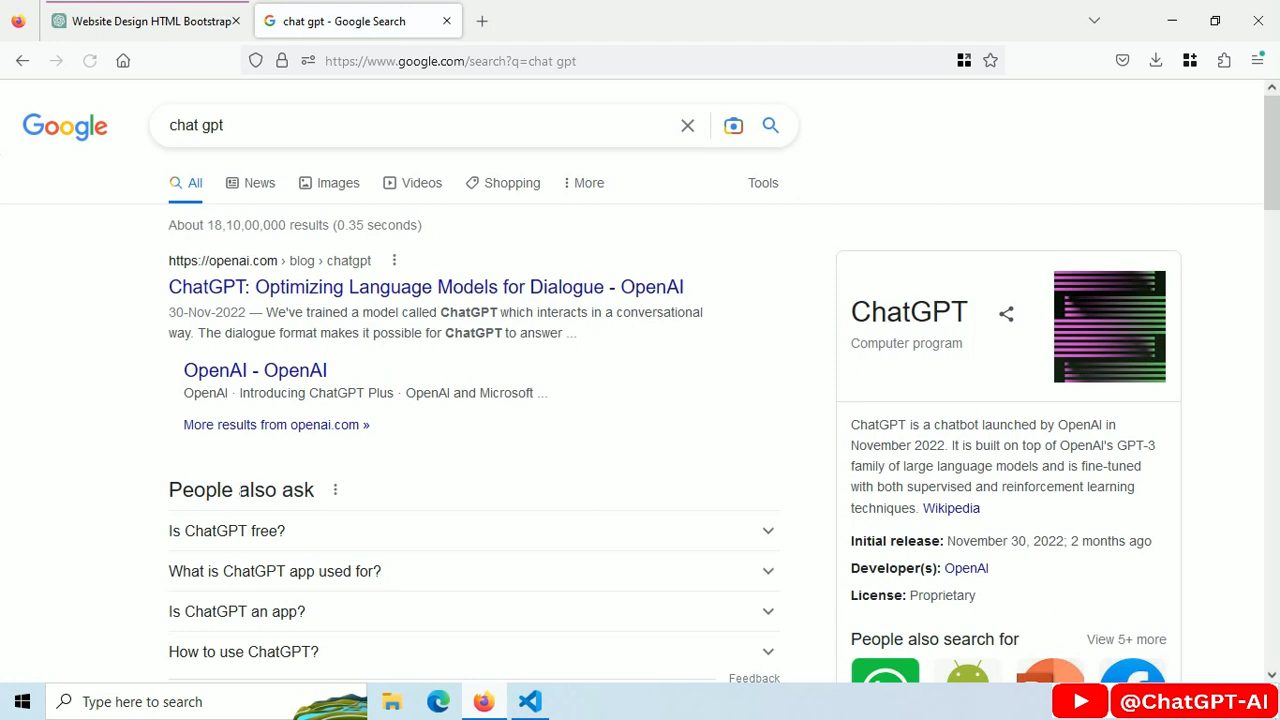 Website Design HTML Bootstrap
chat gpt - Google Search
https://www.google.com/search?q=chat gpt
Google
chat gpt
All
News
Images
Videos
Shopping
More
Tools
About 18,10,00,000 results (0.35 seconds)
https://openai.com › blog › chatgpt
ChatGPT: Optimizing Language Models for Dialogue - OpenAI
30-Nov-2022 — We've trained a model called ChatGPT which interacts in a conversational
way. The dialogue format makes it possible for ChatGPT to answer ...
OpenAI - OpenAI
OpenAI · Introducing ChatGPT Plus · OpenAI and Microsoft ...
More results from openai.com »
People also ask
Is ChatGPT free?
What is ChatGPT app used for?
Is ChatGPT an app?
How to use ChatGPT?
Feedback
ChatGPT
Computer program
ChatGPT is a chatbot launched by OpenAI in
November 2022. It is built on top of OpenAI's GPT-3
family of large language models and is fine-tuned
with both supervised and reinforcement learning
techniques. Wikipedia
Initial release: November 30, 2022; 2 months ago
Developer(s): OpenAI
License: Proprietary
People also search for
View 5+ more
Type here to search
@ChatGPT-AI